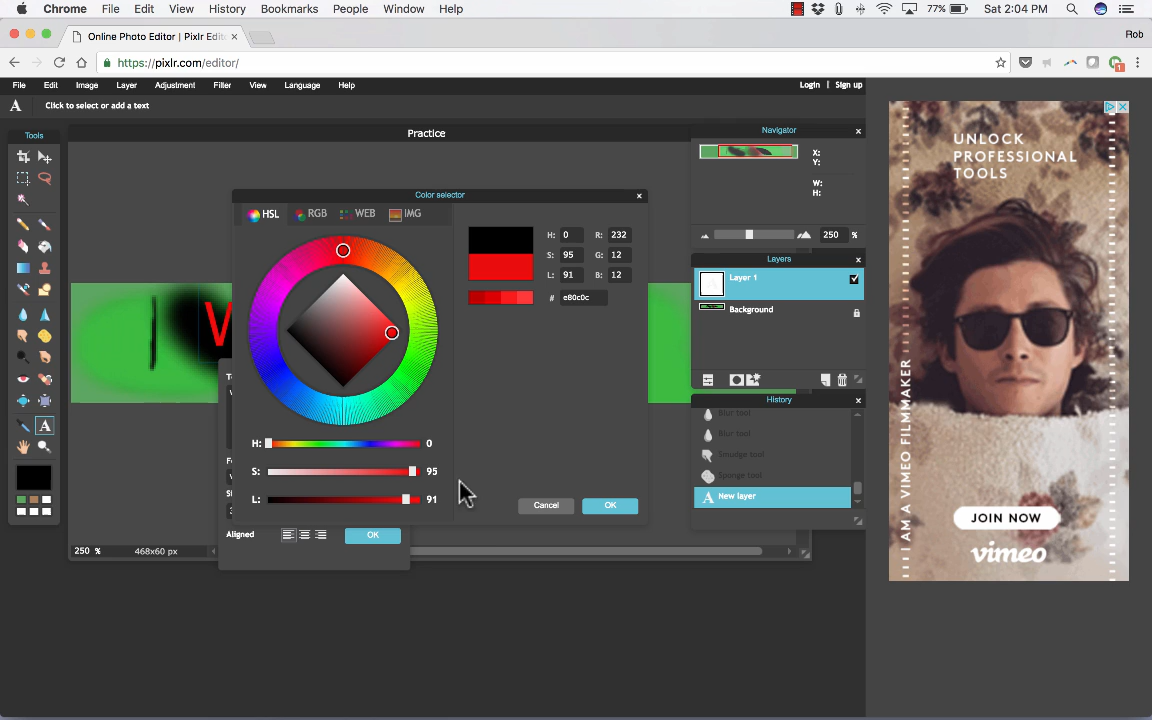 Chrome File Edit View History Bookmarks People Window Help 77% Sat 2:04 PM
Online Photo Editor | Pixlr Edit × Rob
https://pixlr.com/editor/
File Edit Image Layer Adjustment Filter View Language Help Login | Sign up
A Click to select or add a text
Tools
Practice
Navigator
X:
Y:
W:
H:
250 %
Color selector
HSL RGB WEB IMG
H: 0 R: 232
S: 95 G: 12
L: 91 B: 12
# e80c0c
H: 0
S: 95
L: 91
Cancel OK
Aligned OK
250 % 468x60 px
Layers
Layer 1
Background
History
Blur tool
Blur tool
Smudge tool
Sponge tool
A New layer
UNLOCK
PROFESSIONAL
TOOLS
I AM A VIMEO FILMMAKER
JOIN NOW
vimeo